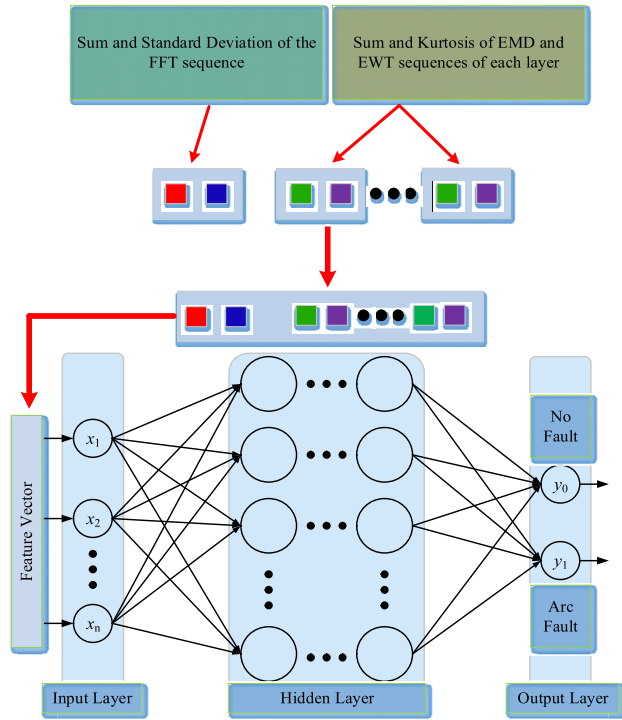 Sum and Standard Deviation of the
FFT sequence
Sum and Kurtosis of EMD and
EWT sequences of each layer
Feature Vector
x1
x2
xn
No
Fault
y0
y1
Arc
Fault
Input Layer
Hidden Layer
Output Layer